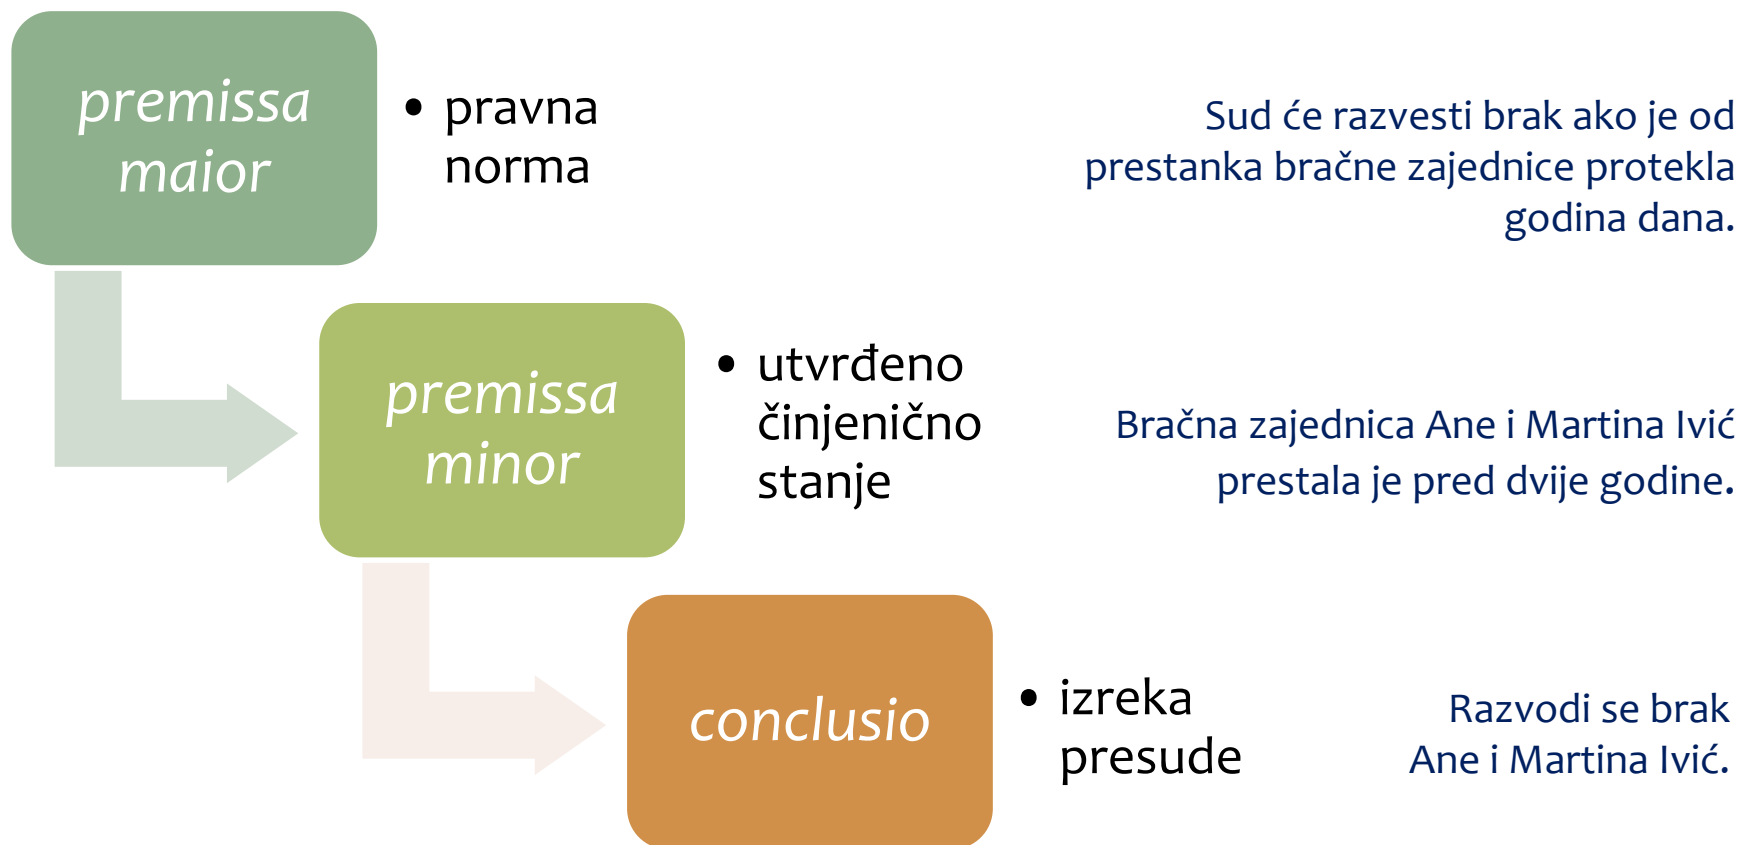 premissa
maior
• pravna
norma
Sud će razvesti brak ako je od
prestanka bračne zajednice protekla
godina dana.
premissa
minor
• utvrđeno
činjenično
stanje
Bračna zajednica Ane i Martina Ivić
prestala je pred dvije godine.
conclusio
• izreka
presude
Razvodi se brak
Ane i Martina Ivić.